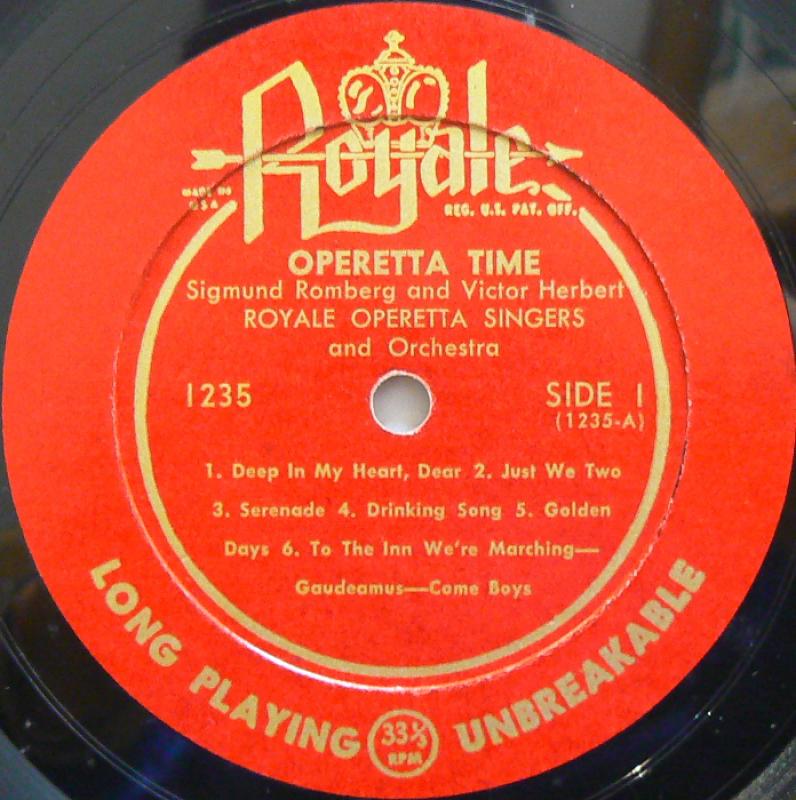 Royale
MADE IN
U S A
REG. U.S. PAT. OFF.
OPERETTA TIME
Sigmund Romberg and Victor Herbert
ROYALE OPERETTA SINGERS
and Orchestra
1235
SIDE 1
(1235-A)
1. Deep In My Heart, Dear 2. Just We Two
3. Serenade 4. Drinking Song 5. Golden
Days 6. To The Inn We're Marching—
Gaudeamus—Come Boys
LONG PLAYING 33⅓ RPM UNBREAKABLE